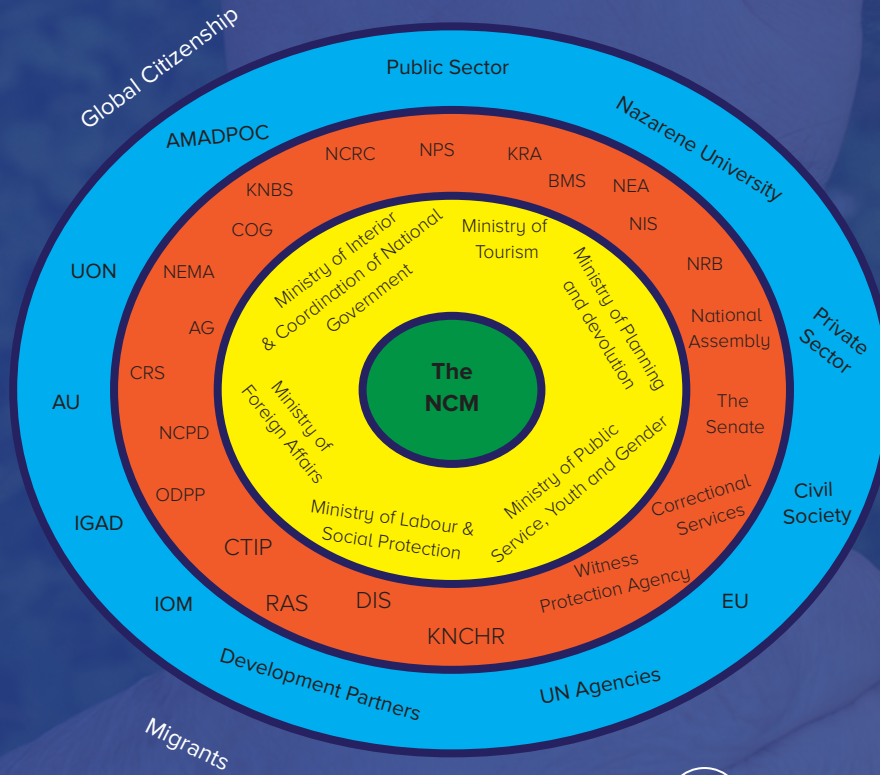 Global Citizenship
Public Sector
Nazarene University
AMADPOC
UON
AU
IGAD
IOM
Development Partners
UN Agencies
EU
Civil
Society
Private
Sector
NCRC
NPS
KRA
BMS
NEA
NIS
NRB
National
Assembly
The
Senate
Correctional
Services
Witness
Protection Agency
KNCHR
DIS
RAS
CTIP
ODPP
NCPD
CRS
AG
NEMA
COG
KNBS
Ministry of Interior
& Coordination of National
Government
Ministry of
Tourism
Ministry of Planning
and devolution
Ministry of Public
Service, Youth and Gender
Ministry of Labour &
Social Protection
Ministry of
Foreign Affairs
The
NCM
Migrants